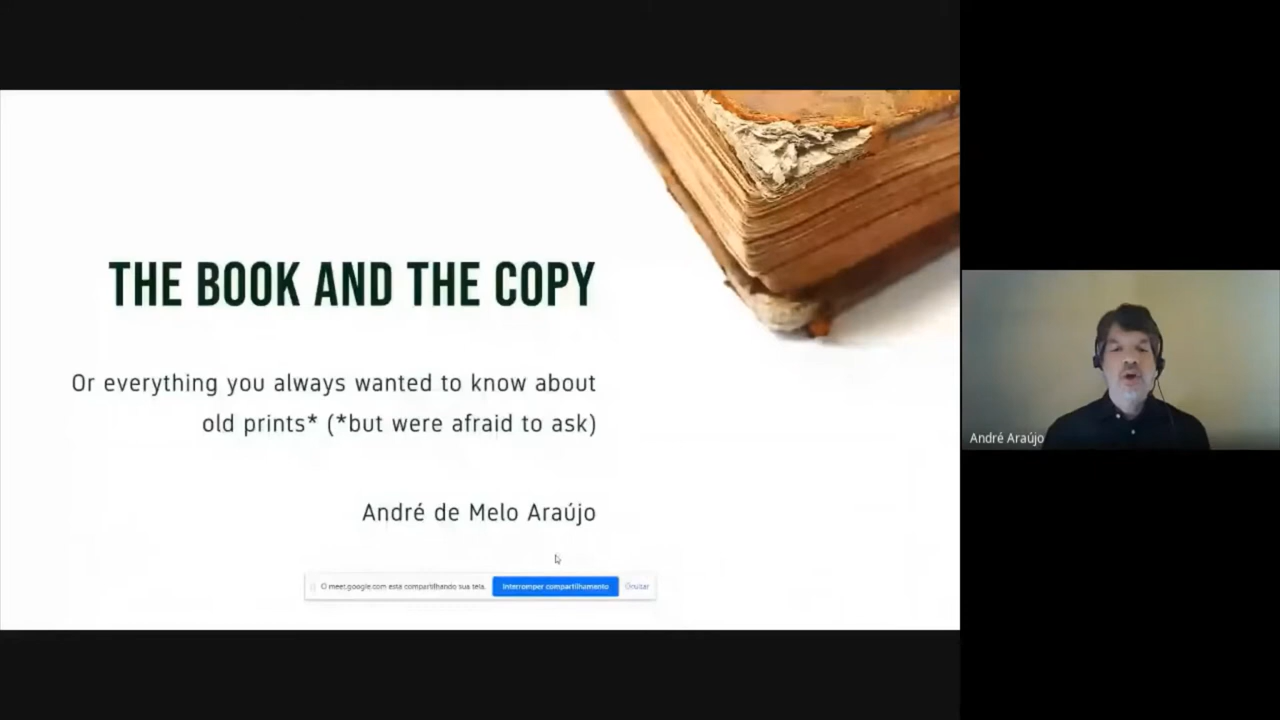 THE BOOK AND THE COPY
Or everything you always wanted to know about
old prints* (*but were afraid to ask)
André de Melo Araújo
O meet.google.com está compartilhando sua tela.
Interromper compartilhamento
Ocultar
André Araújo